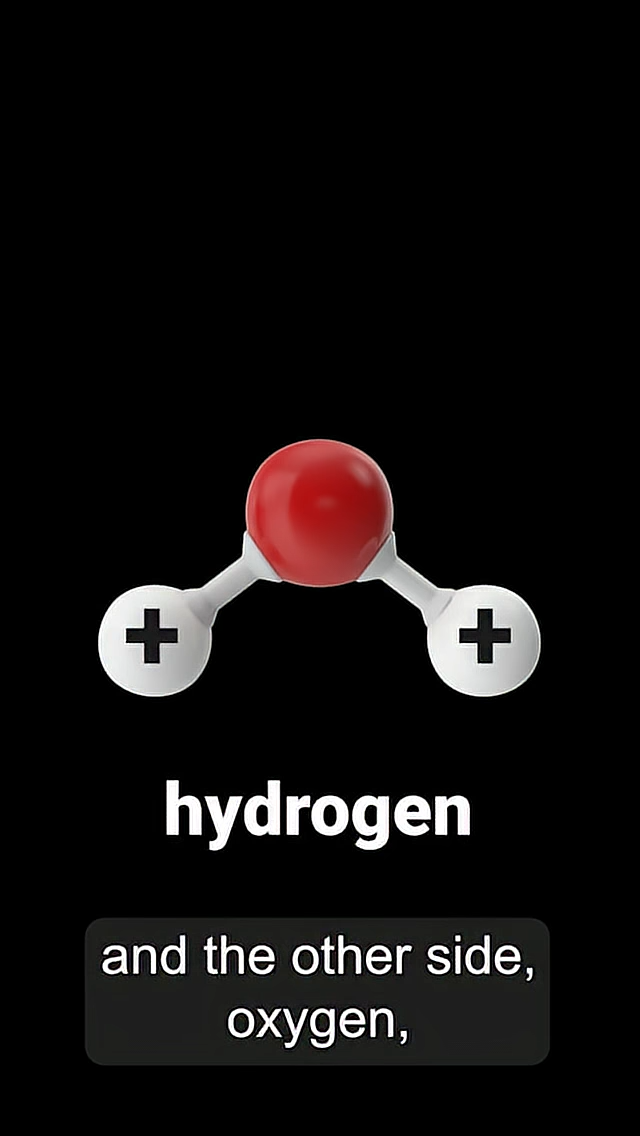 + +
hydrogen
and the other side,
oxygen,